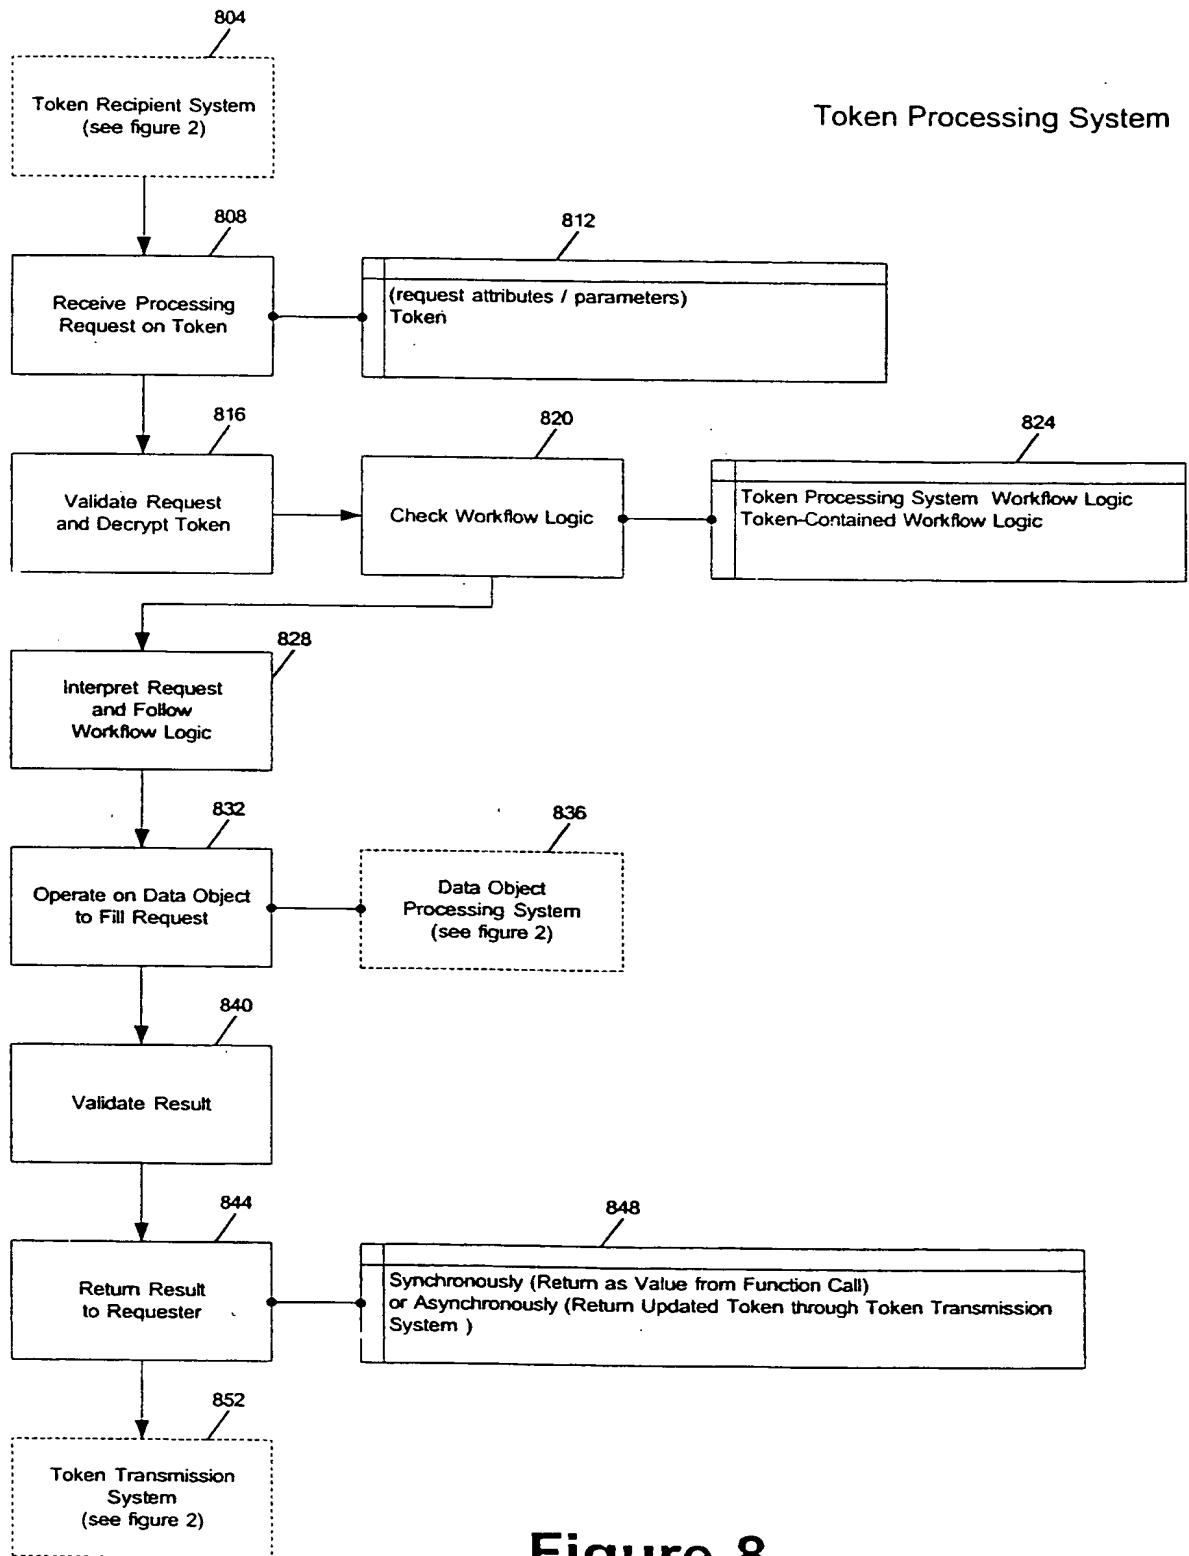 804
Token Recipient System
(see figure 2)
Token Processing System
808
Receive Processing
Request on Token
812
(request attributes / parameters)
Token
816
Validate Request
and Decrypt Token
820
Check Workflow Logic
824
Token Processing System Workflow Logic
Token-Contained Workflow Logic
828
Interpret Request
and Follow
Workflow Logic
832
Operate on Data Object
to Fill Request
836
Data Object
Processing System
(see figure 2)
840
Validate Result
844
Return Result
to Requester
848
Synchronously (Return as Value from Function Call)
or Asynchronously (Return Updated Token through Token Transmission
System )
852
Token Transmission
System
(see figure 2)
Figure 8